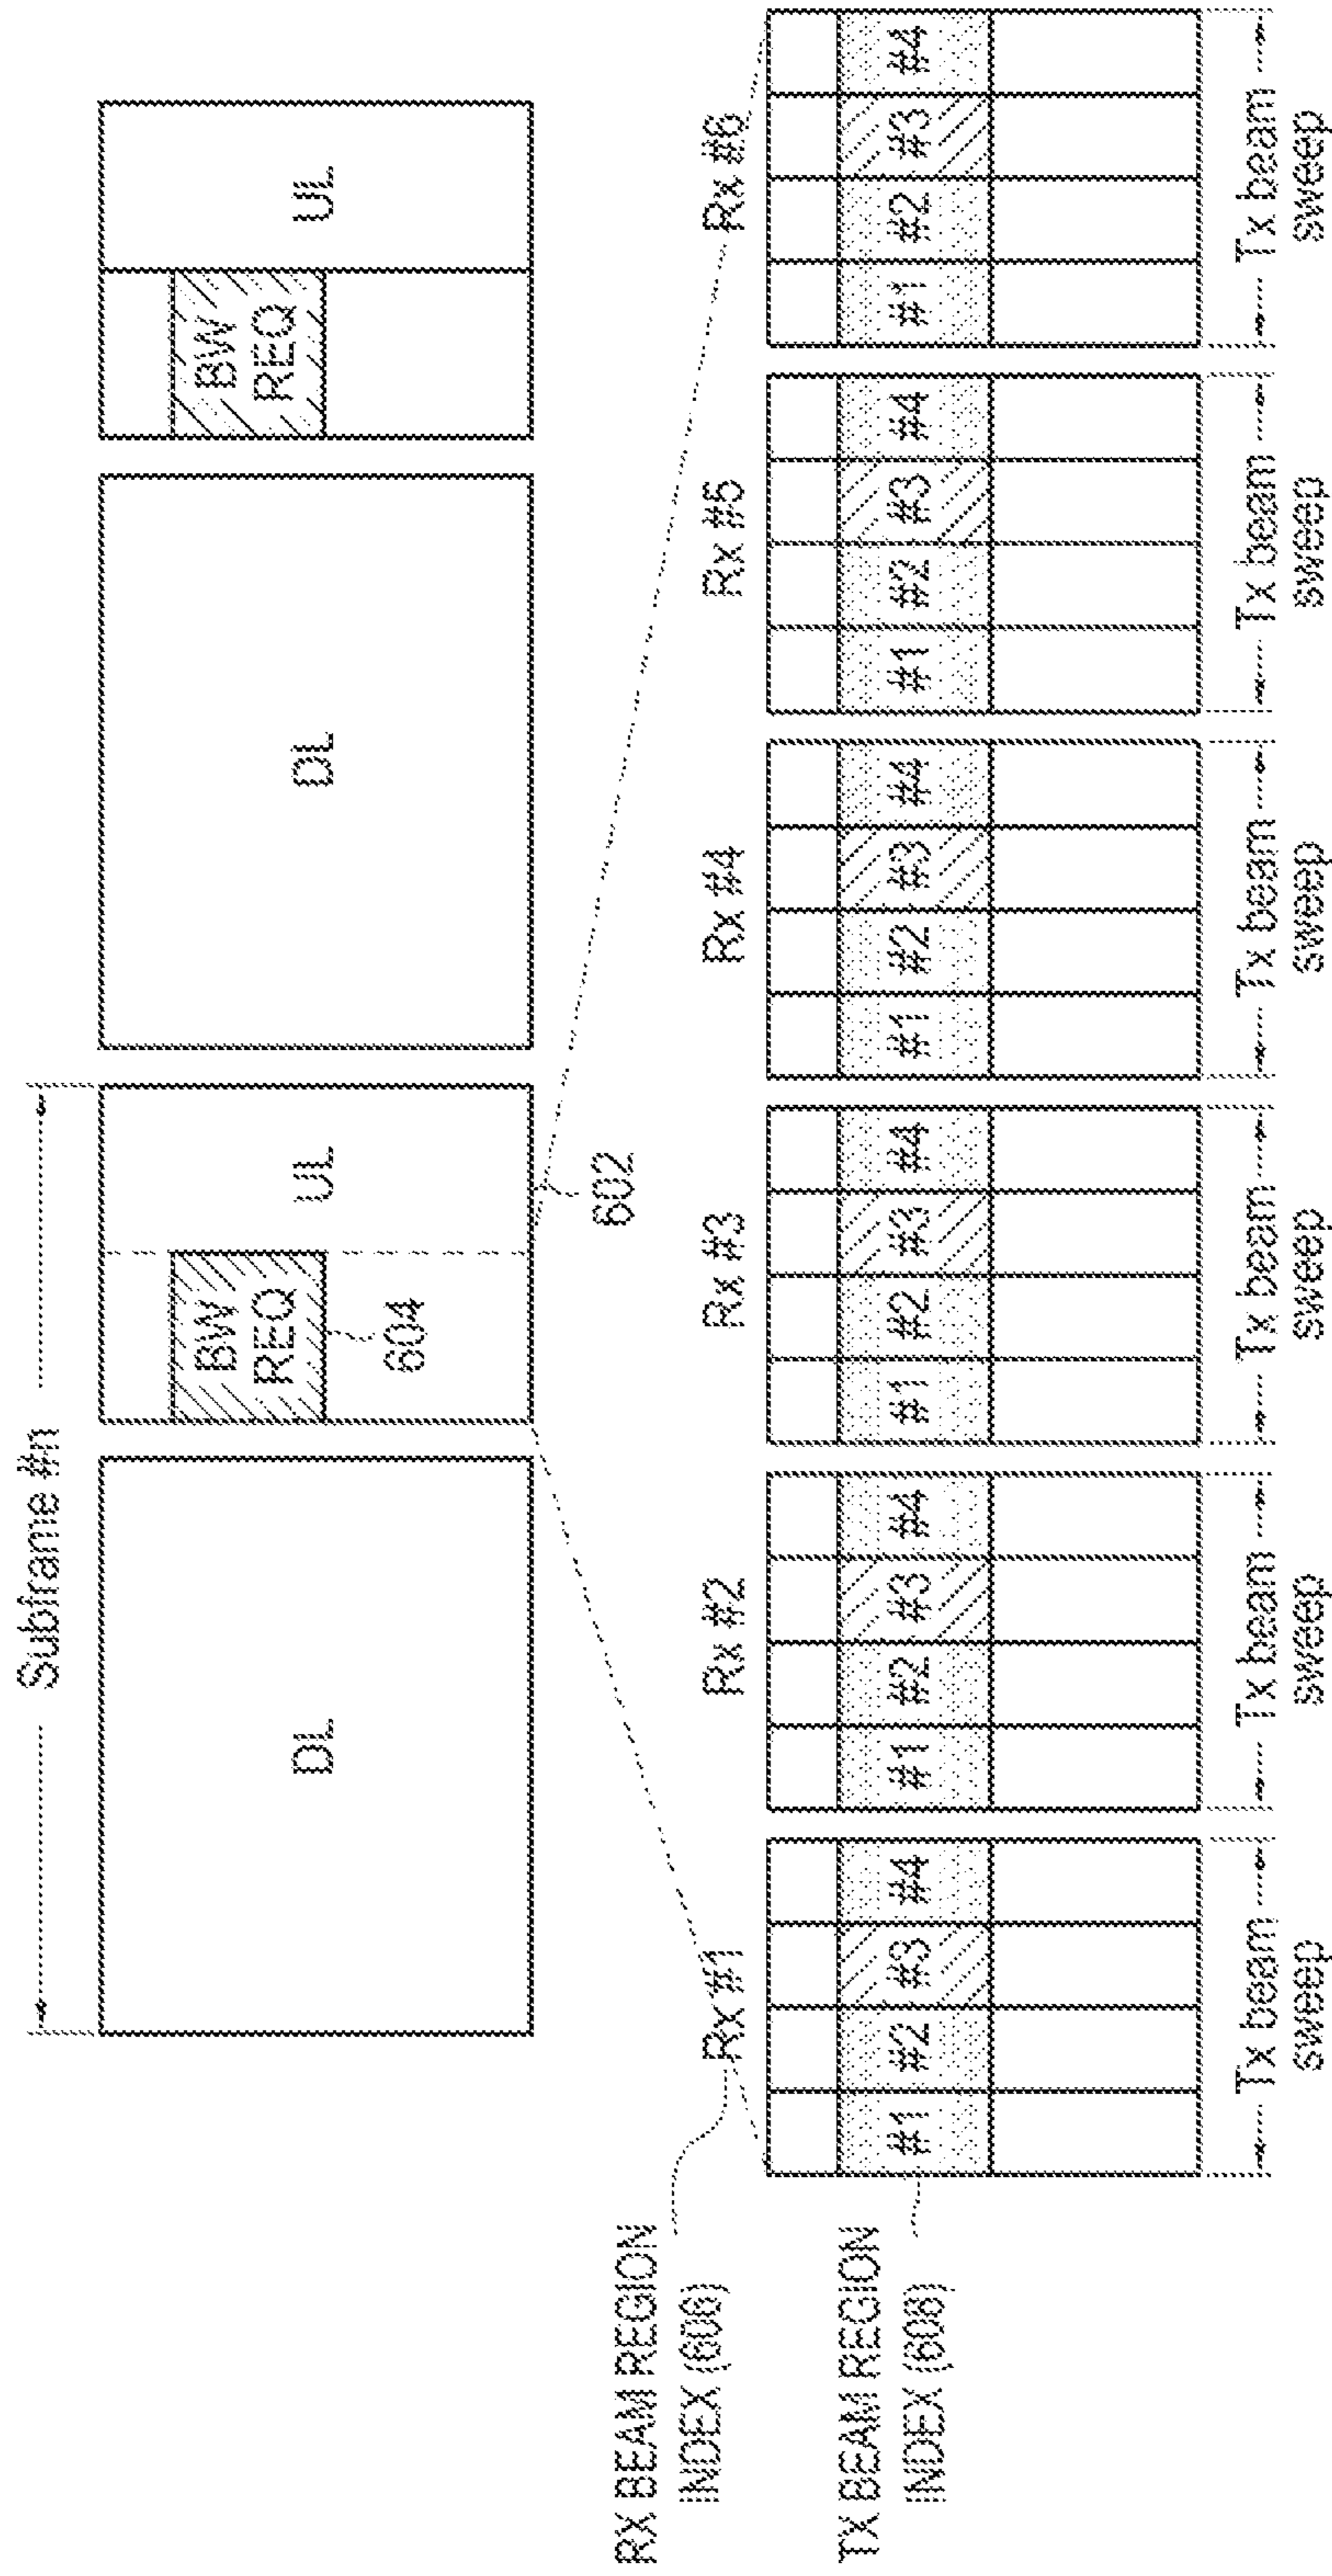 Subframe #n
DL
BW
REQ
UL
DL
BW
REQ
UL
604
602
RX BEAM REGION
INDEX (606)
Rx #1
Rx #2
Rx #3
Rx #4
Rx #5
Rx #6
TX BEAM REGION
INDEX (608)
#1 #2 #3 #4
#1 #2 #3 #4
#1 #2 #3 #4
#1 #2 #3 #4
#1 #2 #3 #4
#1 #2 #3 #4
Tx beam
sweep
Tx beam
sweep
Tx beam
sweep
Tx beam
sweep
Tx beam
sweep
Tx beam
sweep